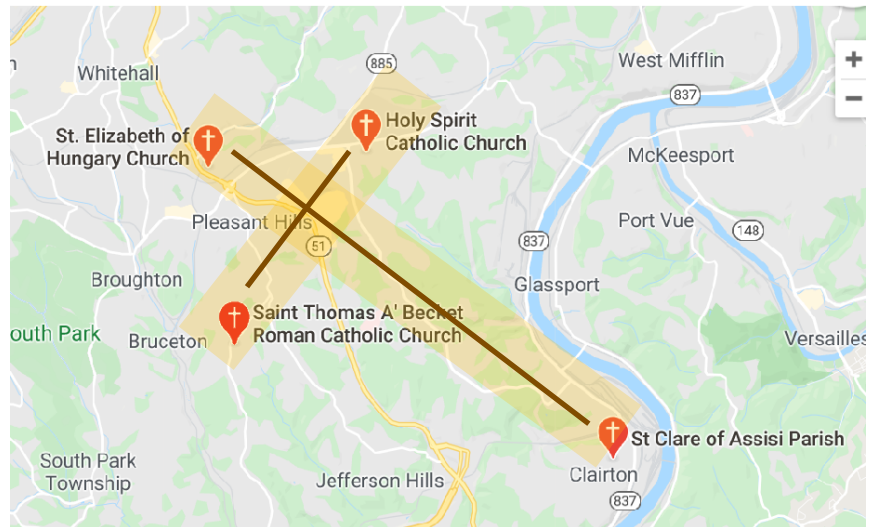 885
West Mifflin
Whitehall
837
St. Elizabeth of
Hungary Church
Holy Spirit
Catholic Church
McKeesport
Pleasant Hills
51
Port Vue
148
837
Broughton
Glassport
outh Park
Bruceton
Saint Thomas A' Becket
Roman Catholic Church
Versailles
St Clare of Assisi Parish
South Park
Township
Jefferson Hills
Clairton
837
n
+
−